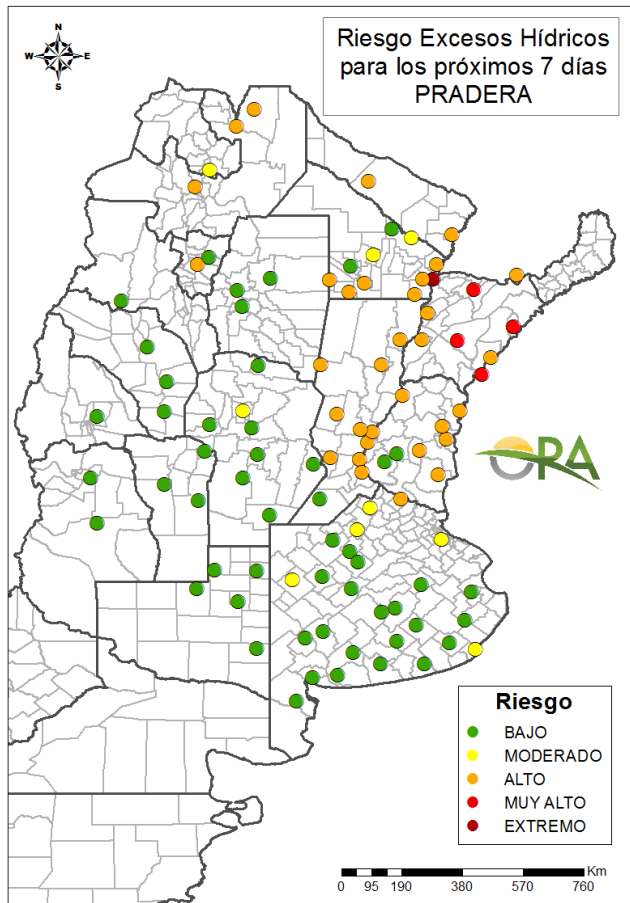 Riesgo Excesos Hídricos
para los próximos 7 días
PRADERA
N
W E
S
OPA
Riesgo
BAJO
MODERADO
ALTO
MUY ALTO
EXTREMO
Km
0 95 190 380 570 760